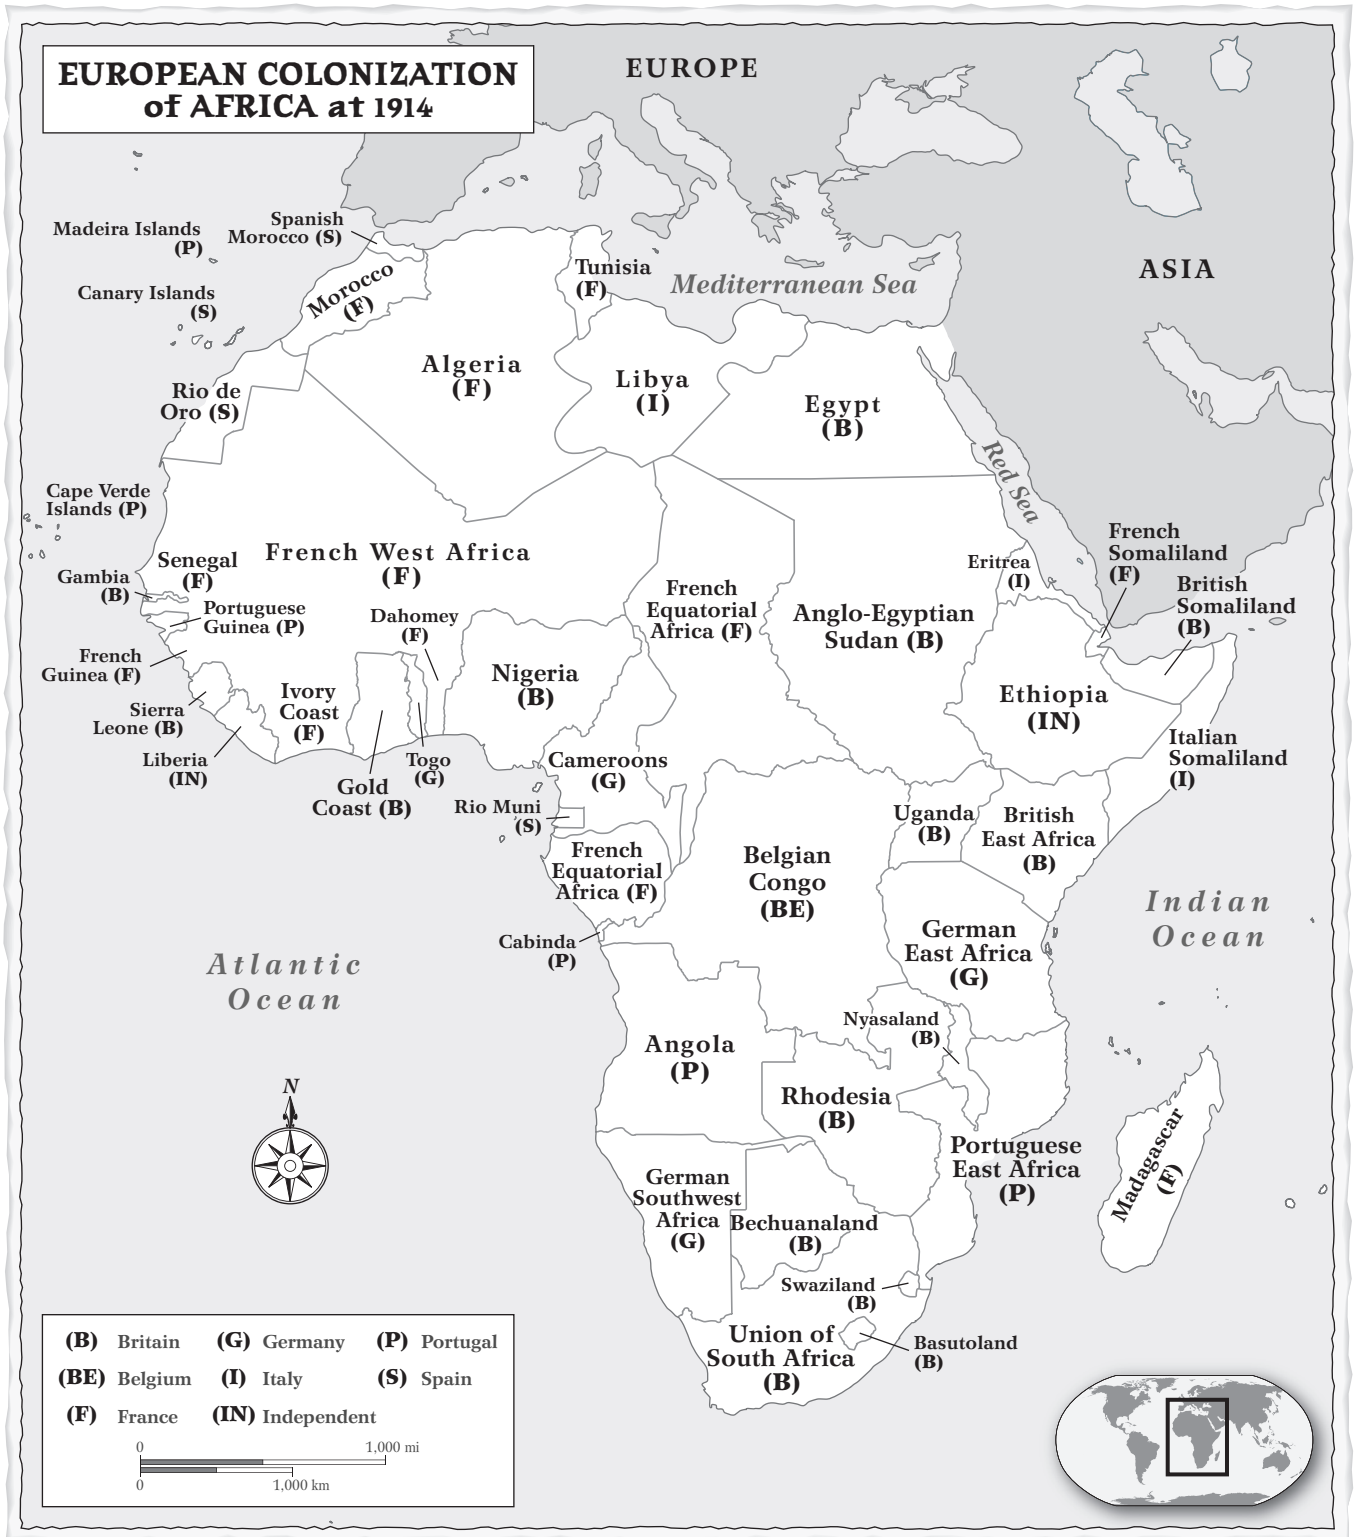 EUROPEAN COLONIZATION
of AFRICA at 1914
EUROPE
ASIA
Spanish
Morocco (S)
Madeira Islands
(P)
Canary Islands
(S)
Morocco
(F)
Tunisia
(F)
Mediterranean Sea
Algeria
(F)
Libya
(I)
Egypt
(B)
Rio de
Oro (S)
Red Sea
Cape Verde
Islands (P)
French West Africa
(F)
Senegal
(F)
Gambia
(B)
Portuguese
Guinea (P)
Dahomey
(F)
French
Equatorial
Africa (F)
Anglo-Egyptian
Sudan (B)
Eritrea
(I)
French
Somaliland
(F)
British
Somaliland
(B)
French
Guinea (F)
Sierra
Leone (B)
Liberia
(IN)
Ivory
Coast
(F)
Nigeria
(B)
Ethiopia
(IN)
Italian
Somaliland
(I)
Gold
Coast (B)
Togo
(G)
Cameroons
(G)
Rio Muni
(S)
French
Equatorial
Africa (F)
Uganda
(B)
British
East Africa
(B)
Belgian
Congo
(BE)
Cabinda
(P)
German
East Africa
(G)
Indian
Ocean
Atlantic
Ocean
Angola
(P)
Nyasaland
(B)
Rhodesia
(B)
Portuguese
East Africa
(P)
Madagascar
(F)
N
German
Southwest
Africa
(G)
Bechuanaland
(B)
Swaziland
(B)
Union of
South Africa
(B)
Basutoland
(B)
(B) Britain (G) Germany (P) Portugal
(BE) Belgium (I) Italy (S) Spain
(F) France (IN) Independent
0 1,000 mi
0 1,000 km